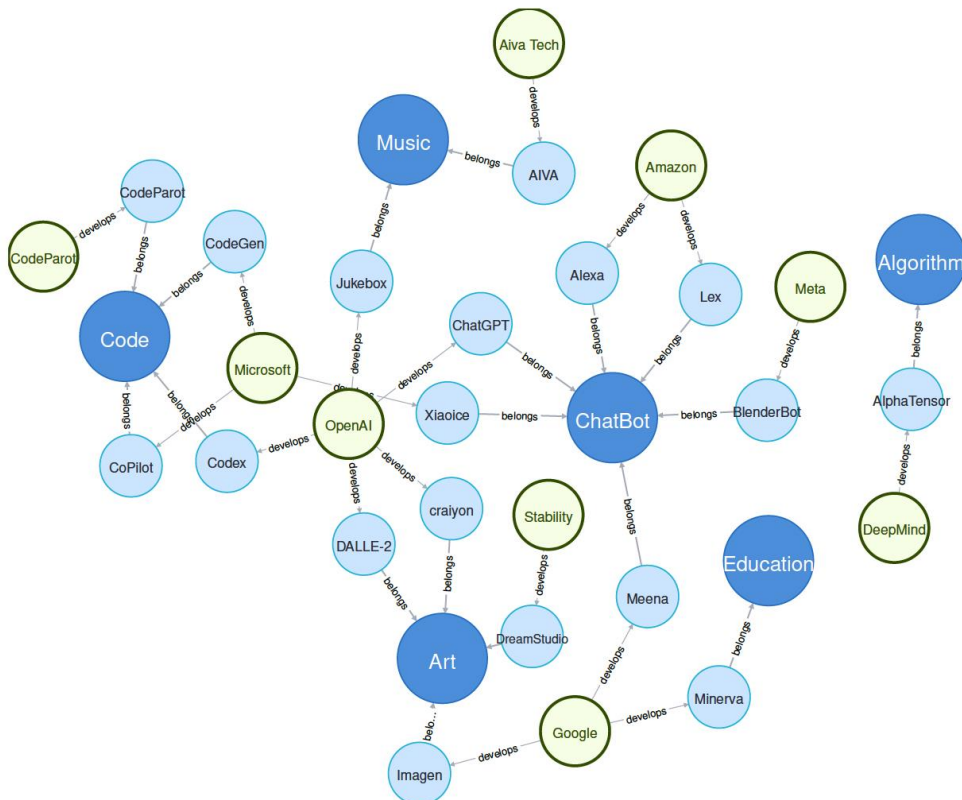 Aiva Tech
develops
Music
belongs
AIVA
Amazon
CodeParot
develops
develops
develops
CodeParot
belongs
CodeGen
belongs
belongs
Jukebox
Alexa
Lex
Meta
Algorithm
develops
ChatGPT
belongs
belongs
develops
belongs
Code
Microsoft
develops
develops
belongs
develops
belongs
AlphaTensor
develops
Xiaoice
belongs
ChatBot
belongs
BlenderBot
belongs
belongs
develops
OpenAI
CoPilot
Codex
develops
develops
develops
develops
craiyon
Stability
belongs
DeepMind
DALLE-2
belongs
belongs
develops
Education
Meena
DreamStudio
Art
develops
belongs
Minerva
belo...
Google
develops
develops
Imagen